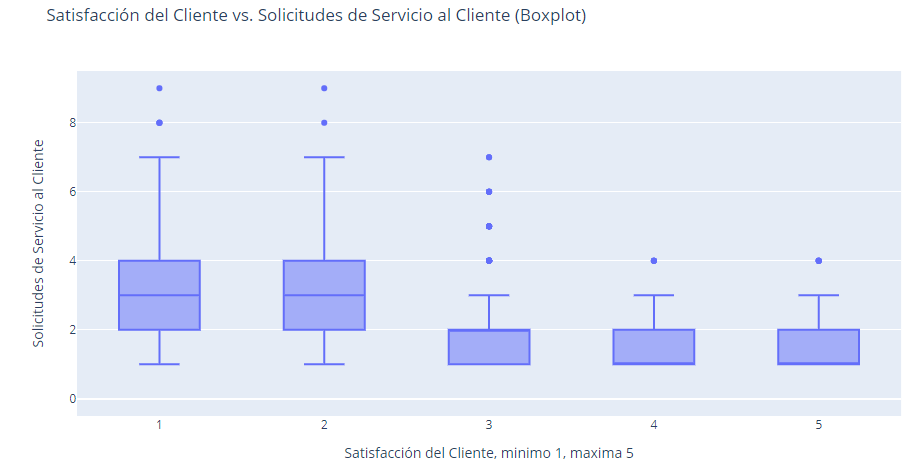 Satisfacción del Cliente vs. Solicitudes de Servicio al Cliente (Boxplot)
Solicitudes de Servicio al Cliente
8
6
4
2
0
1 2 3 4 5
Satisfacción del Cliente, minimo 1, maxima 5